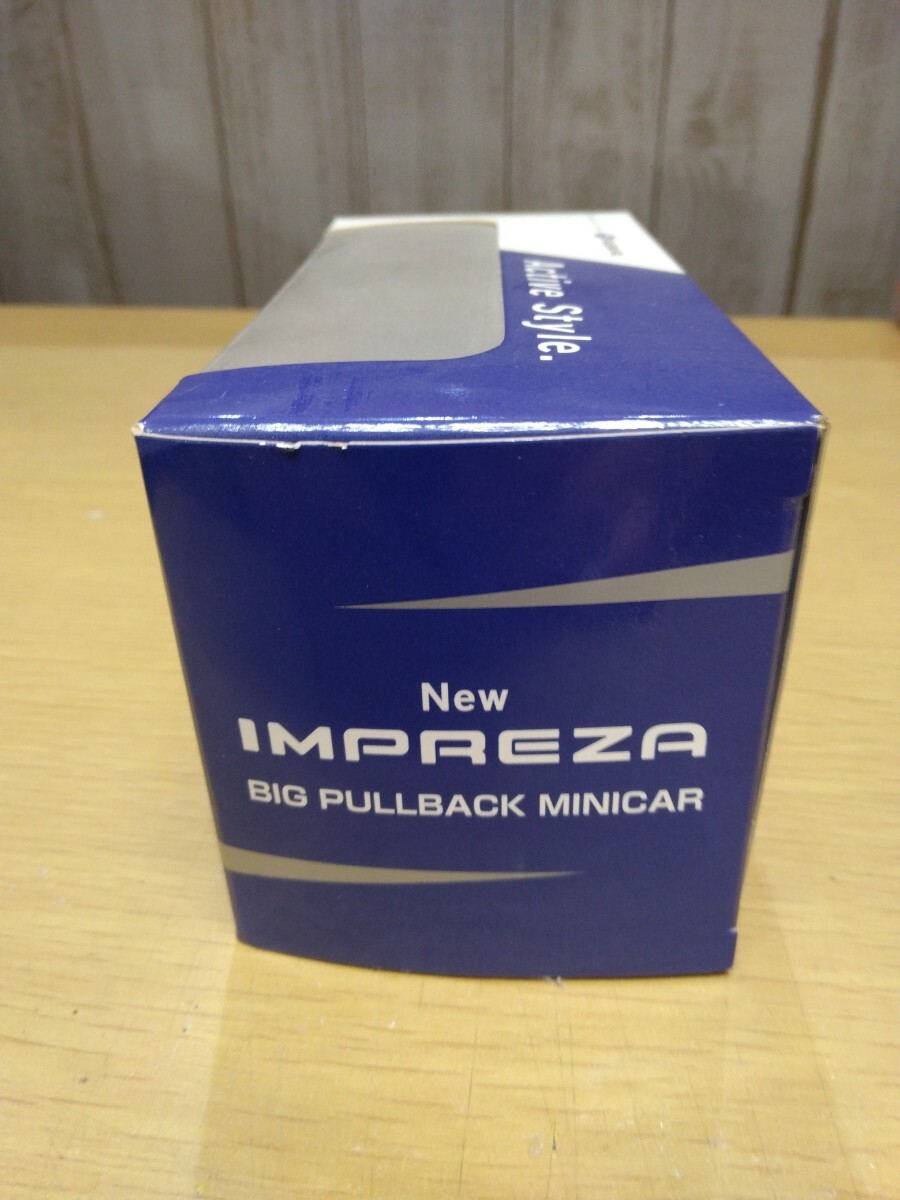 Active Style.
New
IMPREZA
BIG PULLBACK MINICAR